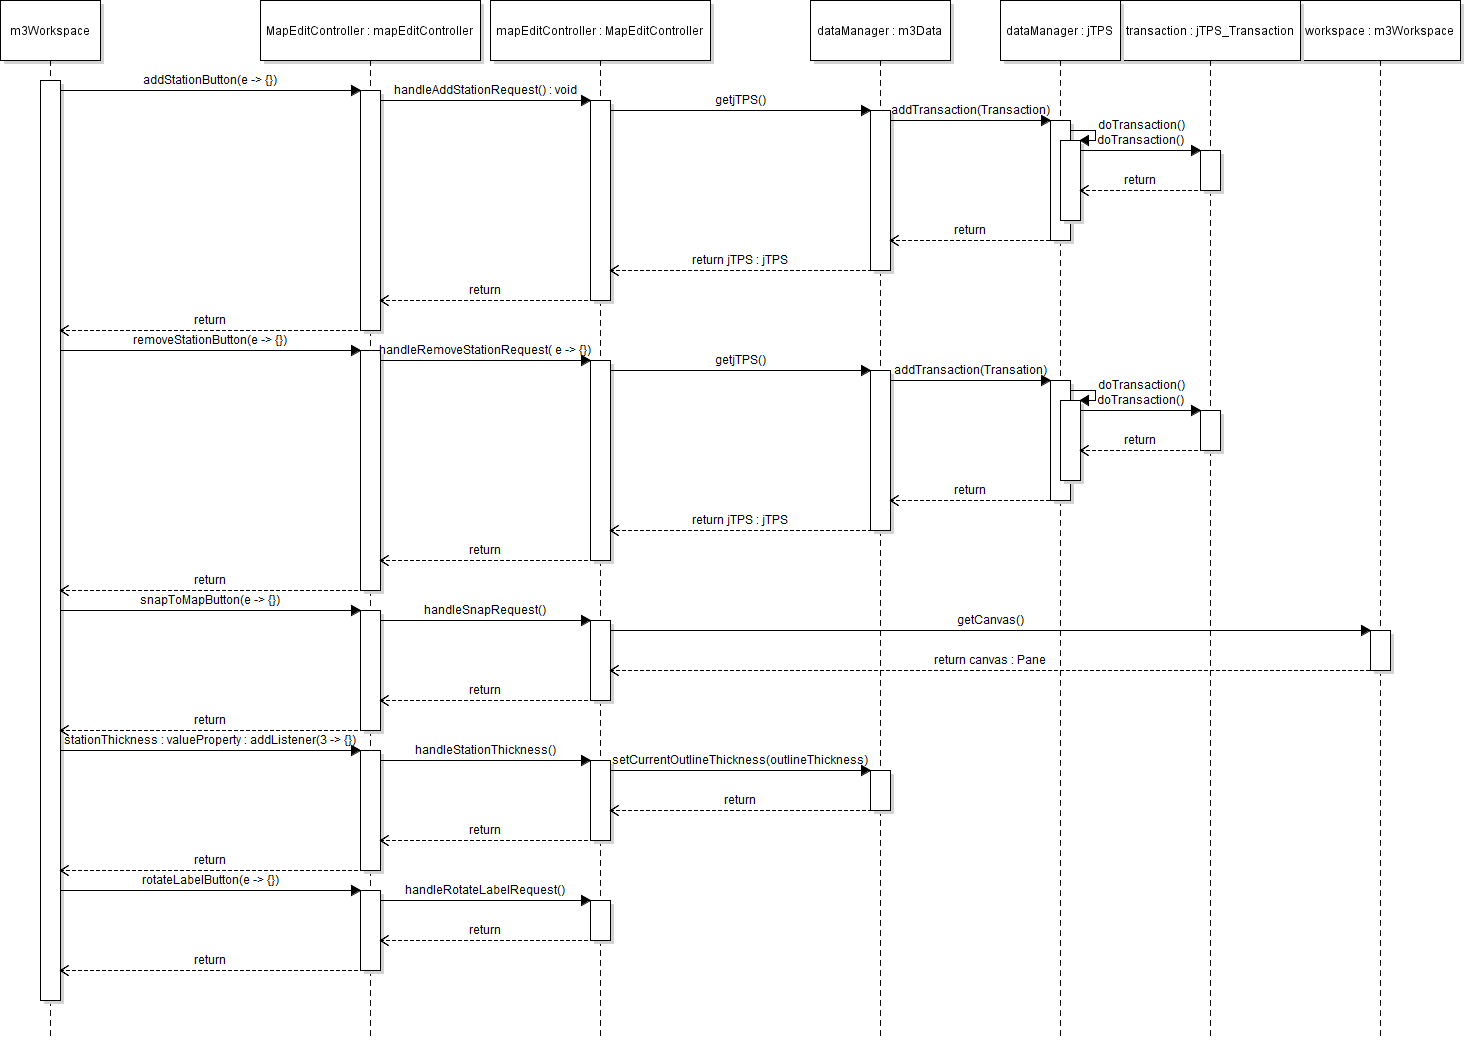 m3Workspace
MapEditController : mapEditController
mapEditController : MapEditController
dataManager : m3Data
dataManager : jTPS
transaction : jTPS_Transaction
workspace : m3Workspace
addStationButton(e -> {})
handleAddStationRequest() : void
getjTPS()
addTransaction(Transaction)
doTransaction()
doTransaction()
return
return
return jTPS : jTPS
return
return
removeStationButton(e -> {})
handleRemoveStationRequest( e -> {})
getjTPS()
addTransaction(Transation)
doTransaction()
doTransaction()
return
return
return jTPS : jTPS
return
return
snapToMapButton(e -> {})
handleSnapRequest()
getCanvas()
return canvas : Pane
return
return
stationThickness : valueProperty : addListener(3 -> {})
handleStationThickness()
setCurrentOutlineThickness(outlineThickness)
return
return
return
rotateLabelButton(e -> {})
handleRotateLabelRequest()
return
return